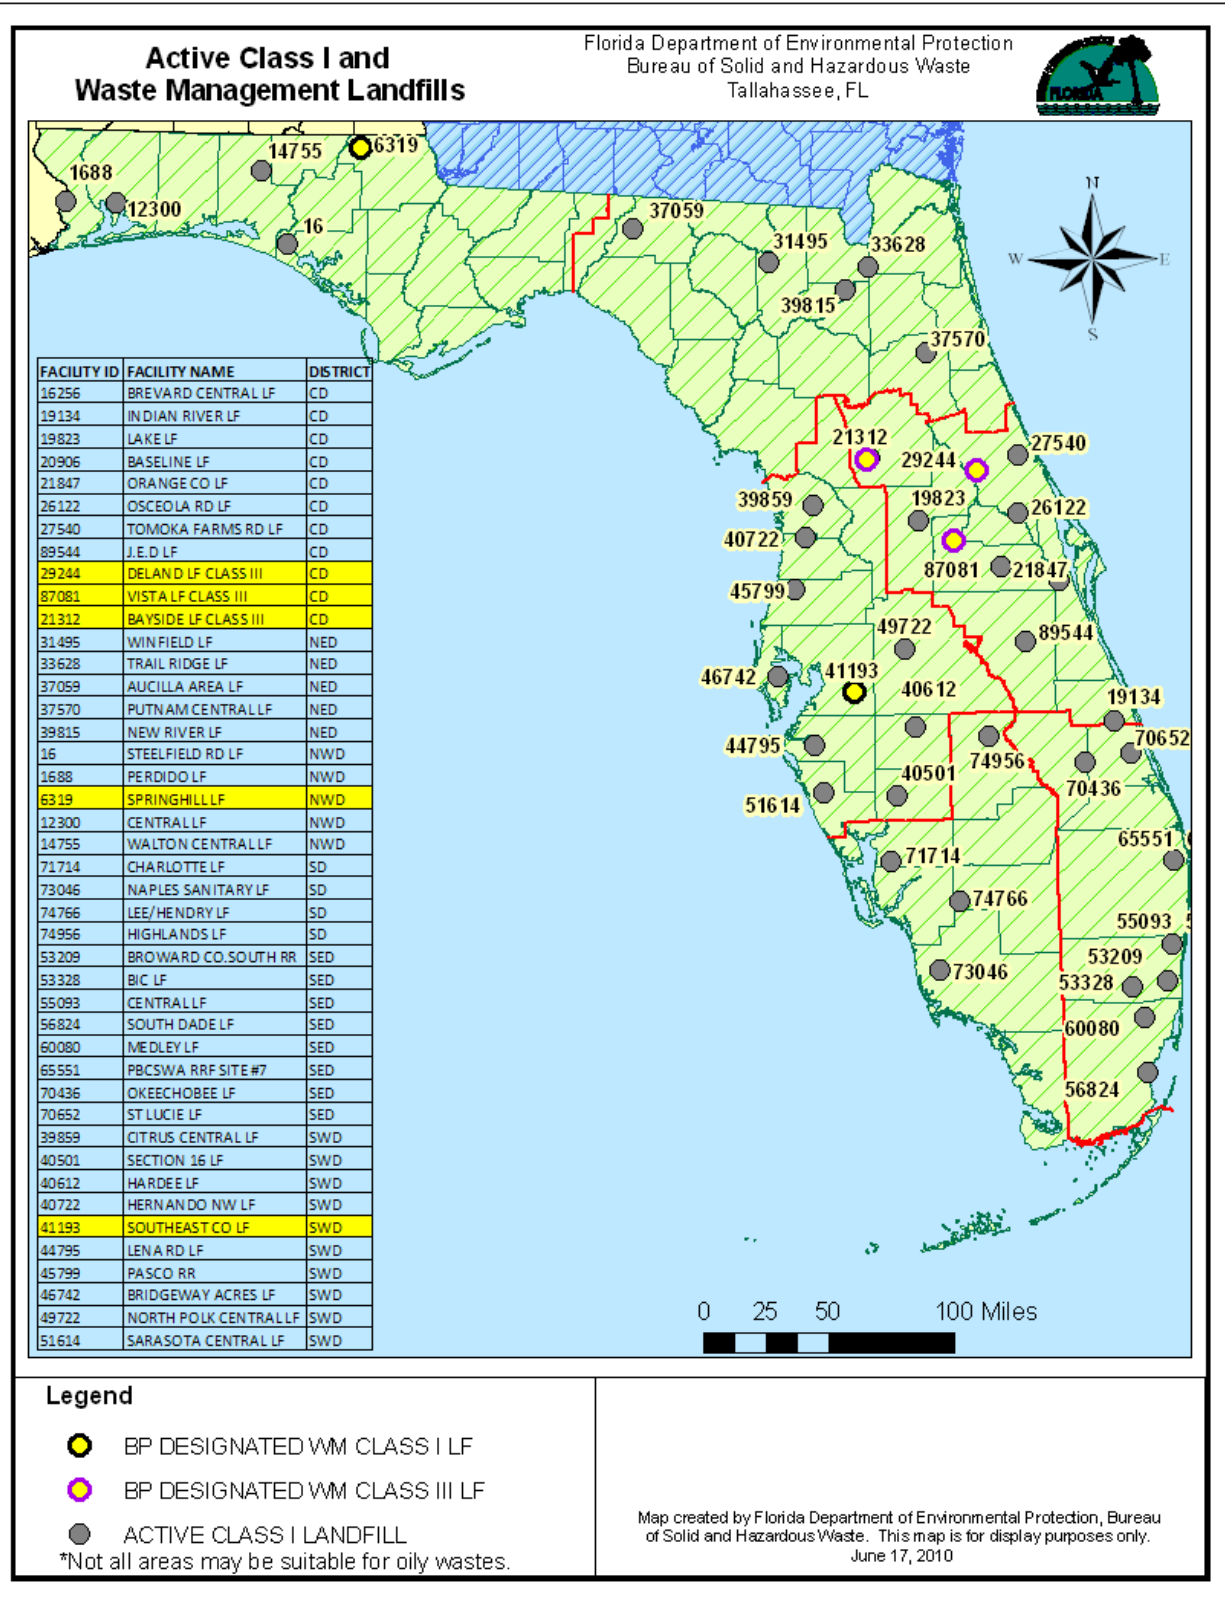 Active Class I and
Waste Management Landfills
Florida Department of Environmental Protection
Bureau of Solid and Hazardous Waste
Tallahassee, FL
FLORIDA
14755
6319
1688
12300
16
37059
31495
33628
39815
37570
N
W
E
S
21312
29244
27540
39859
19823
26122
40722
87081
21847
45799
49722
89544
46742
41193
40612
19134
44795
74956
70652
40501
70436
51614
65551
71714
74766
55093
53209
73046
53328
60080
56824
FACILITY ID FACILITY NAME DISTRICT
16256 BREVARD CENTRAL LF CD
19134 INDIAN RIVER LF CD
19823 LAKE LF CD
20906 BASELINE LF CD
21847 ORANGE CO LF CD
26122 OSCEOLA RD LF CD
27540 TOMOKA FARMS RD LF CD
89544 J.E.D LF CD
29244 DELAND LF CLASS III CD
87081 VISTA LF CLASS III CD
21312 BAYSIDE LF CLASS III CD
31495 WINFIELD LF NED
33628 TRAIL RIDGE LF NED
37059 AUCILLA AREA LF NED
37570 PUTNAM CENTRAL LF NED
39815 NEW RIVER LF NED
16 STEELFIELD RD LF NWD
1688 PERDIDO LF NWD
6319 SPRINGHILL LF NWD
12300 CENTRAL LF NWD
14755 WALTON CENTRAL LF NWD
71714 CHARLOTTE LF SD
73046 NAPLES SANITARY LF SD
74766 LEE/HENDRY LF SD
74956 HIGHLANDS LF SD
53209 BROWARD CO.SOUTH RR SED
53328 BIC LF SED
55093 CENTRAL LF SED
56824 SOUTH DADE LF SED
60080 MEDLEY LF SED
65551 PBCSWA RRF SITE #7 SED
70436 OKEECHOBEE LF SED
70652 ST LUCIE LF SED
39859 CITRUS CENTRAL LF SWD
40501 SECTION 16 LF SWD
40612 HARDEE LF SWD
40722 HERNANDO NW LF SWD
41193 SOUTHEAST CO LF SWD
44795 LENA RD LF SWD
45799 PASCO RR SWD
46742 BRIDGEWAY ACRES LF SWD
49722 NORTH POLK CENTRAL LF SWD
51614 SARASOTA CENTRAL LF SWD
0 25 50 100 Miles
Legend
BP DESIGNATED WM CLASS I LF
BP DESIGNATED WM CLASS III LF
ACTIVE CLASS I LANDFILL
*Not all areas may be suitable for oily wastes.
Map created by Florida Department of Environmental Protection, Bureau
of Solid and Hazardous Waste. This map is for display purposes only.
June 17, 2010